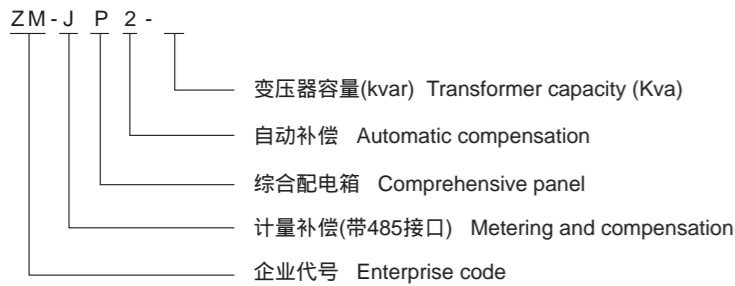 ZM-JP2-
变压器容量(kvar) Transformer capacity (Kva)
自动补偿 Automatic compensation
综合配电箱 Comprehensive panel
计量补偿(带485接口) Metering and compensation
企业代号 Enterprise code